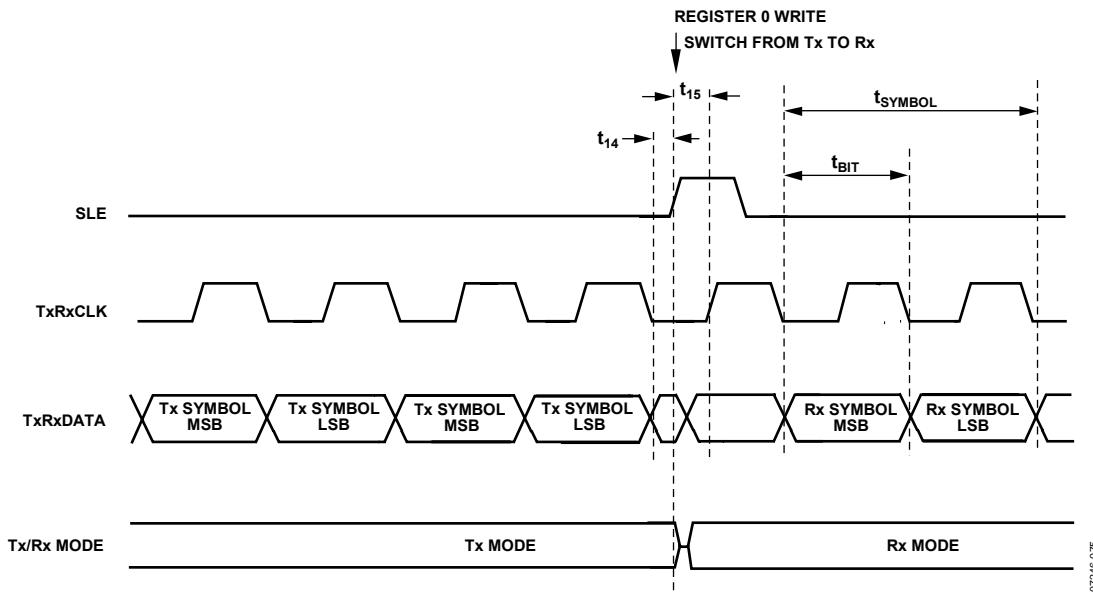 REGISTER 0 WRITE
SWITCH FROM Tx TO Rx
t15
tSYMBOL
t14
tBIT
SLE
TxRxCLK
TxRxDATA
Tx SYMBOL
MSB
Tx SYMBOL
LSB
Tx SYMBOL
MSB
Tx SYMBOL
LSB
Rx SYMBOL
MSB
Rx SYMBOL
LSB
Tx/Rx MODE
Tx MODE
Rx MODE
07246-075